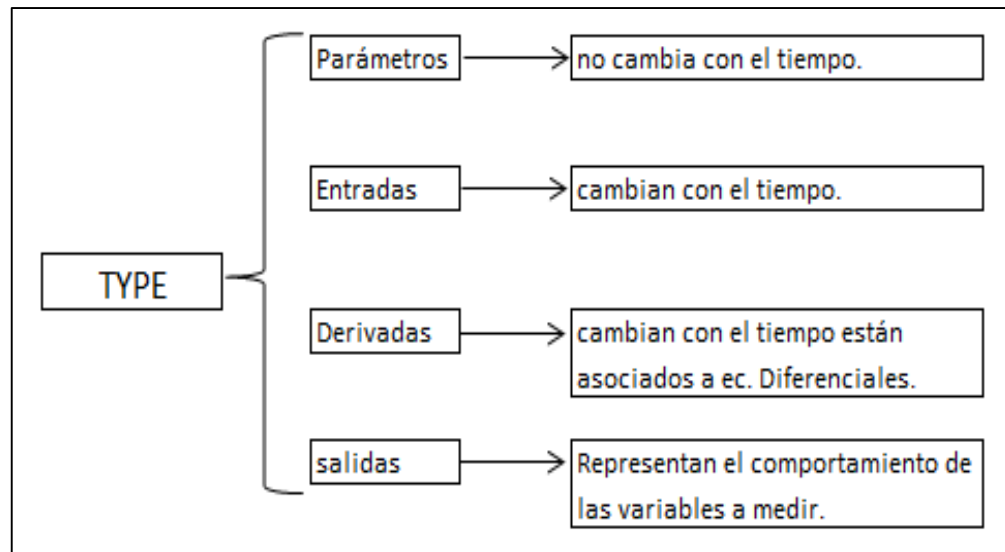 Parámetros
no cambia con el tiempo.
Entradas
cambian con el tiempo.
TYPE
Derivadas
cambian con el tiempo están
asociados a ec. Diferenciales.
salidas
Representan el comportamiento de
las variables a medir.